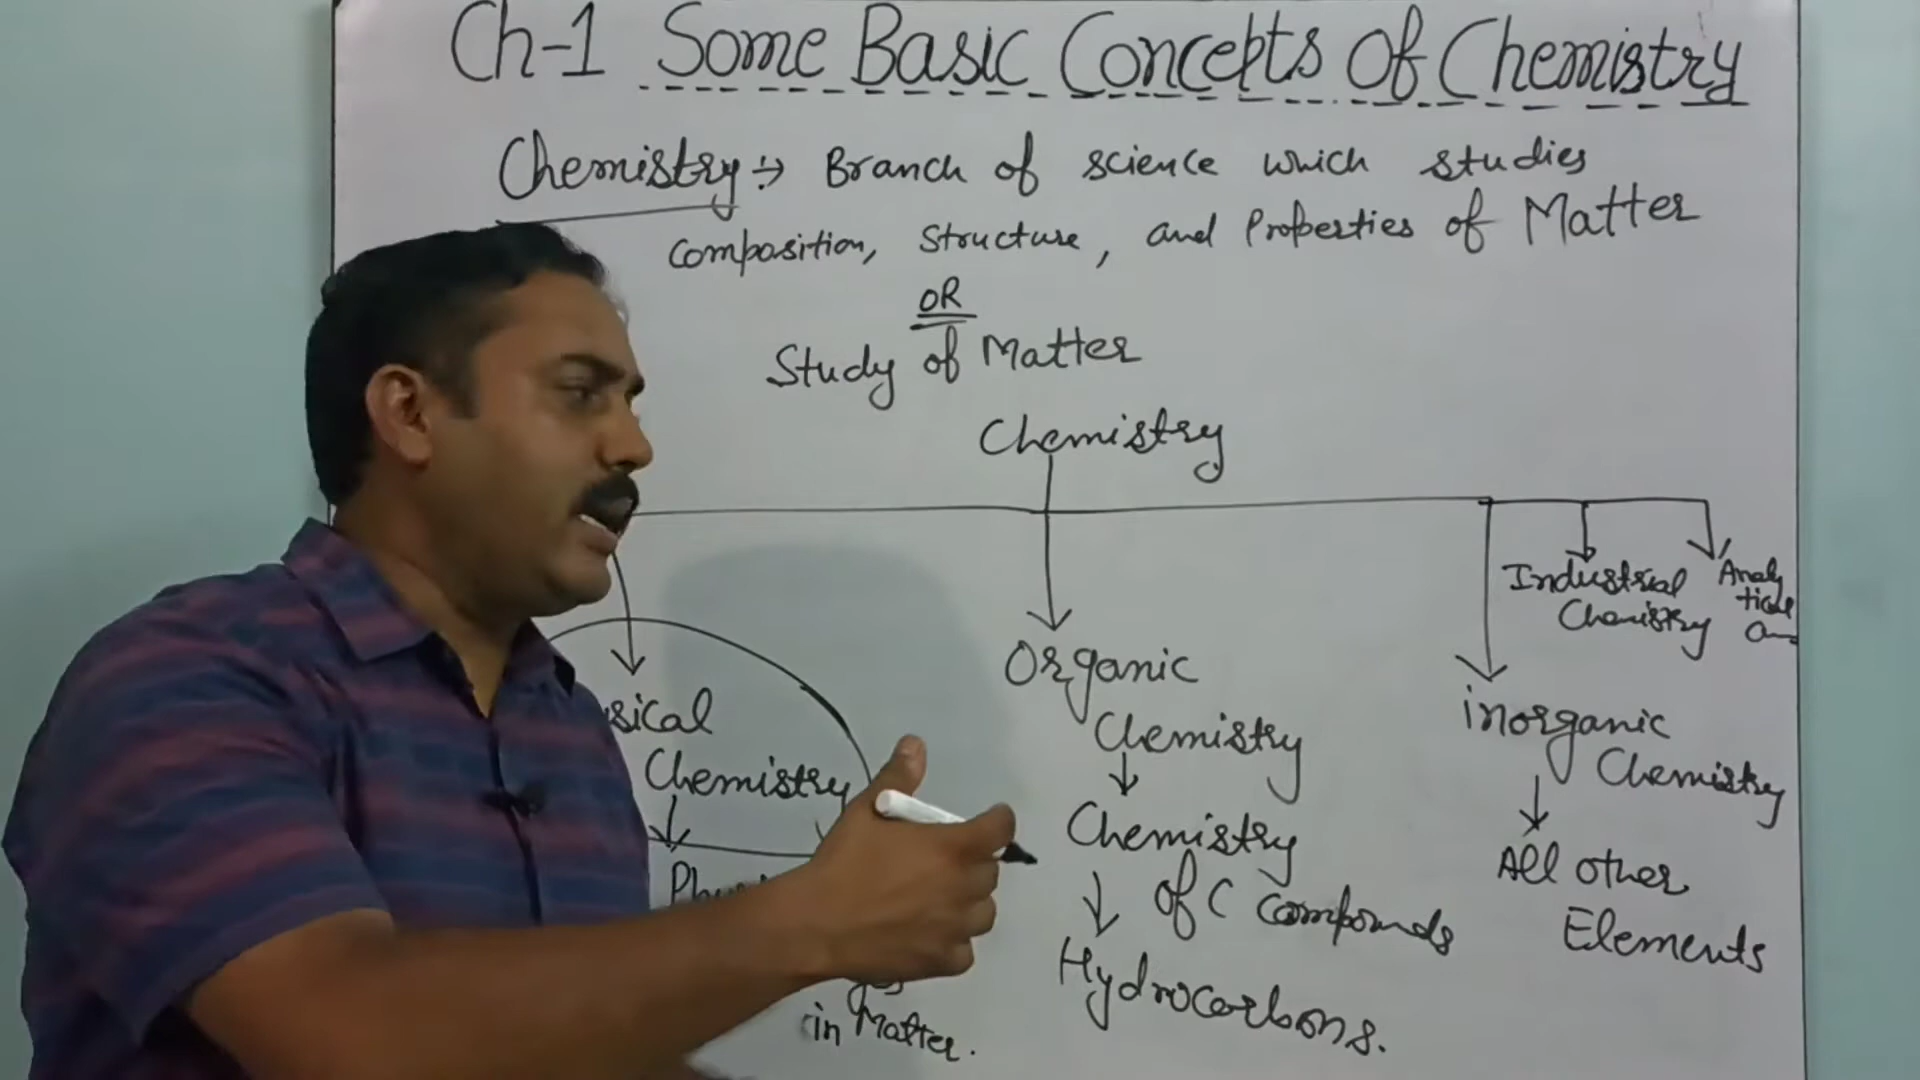 Ch-1 Some Basic Concepts Of Chemistry
Chemistry :→ Branch of science which studies
composition, structure, and Properties of Matter
OR
Study of Matter
Chemistry
Industrial
Chemistry
Analy
tical
Organic
Chemistry
Chemistry
of C compounds
Hydrocarbons.
inorganic
Chemistry
All other
Elements
sical
Chemistry
in Matter.